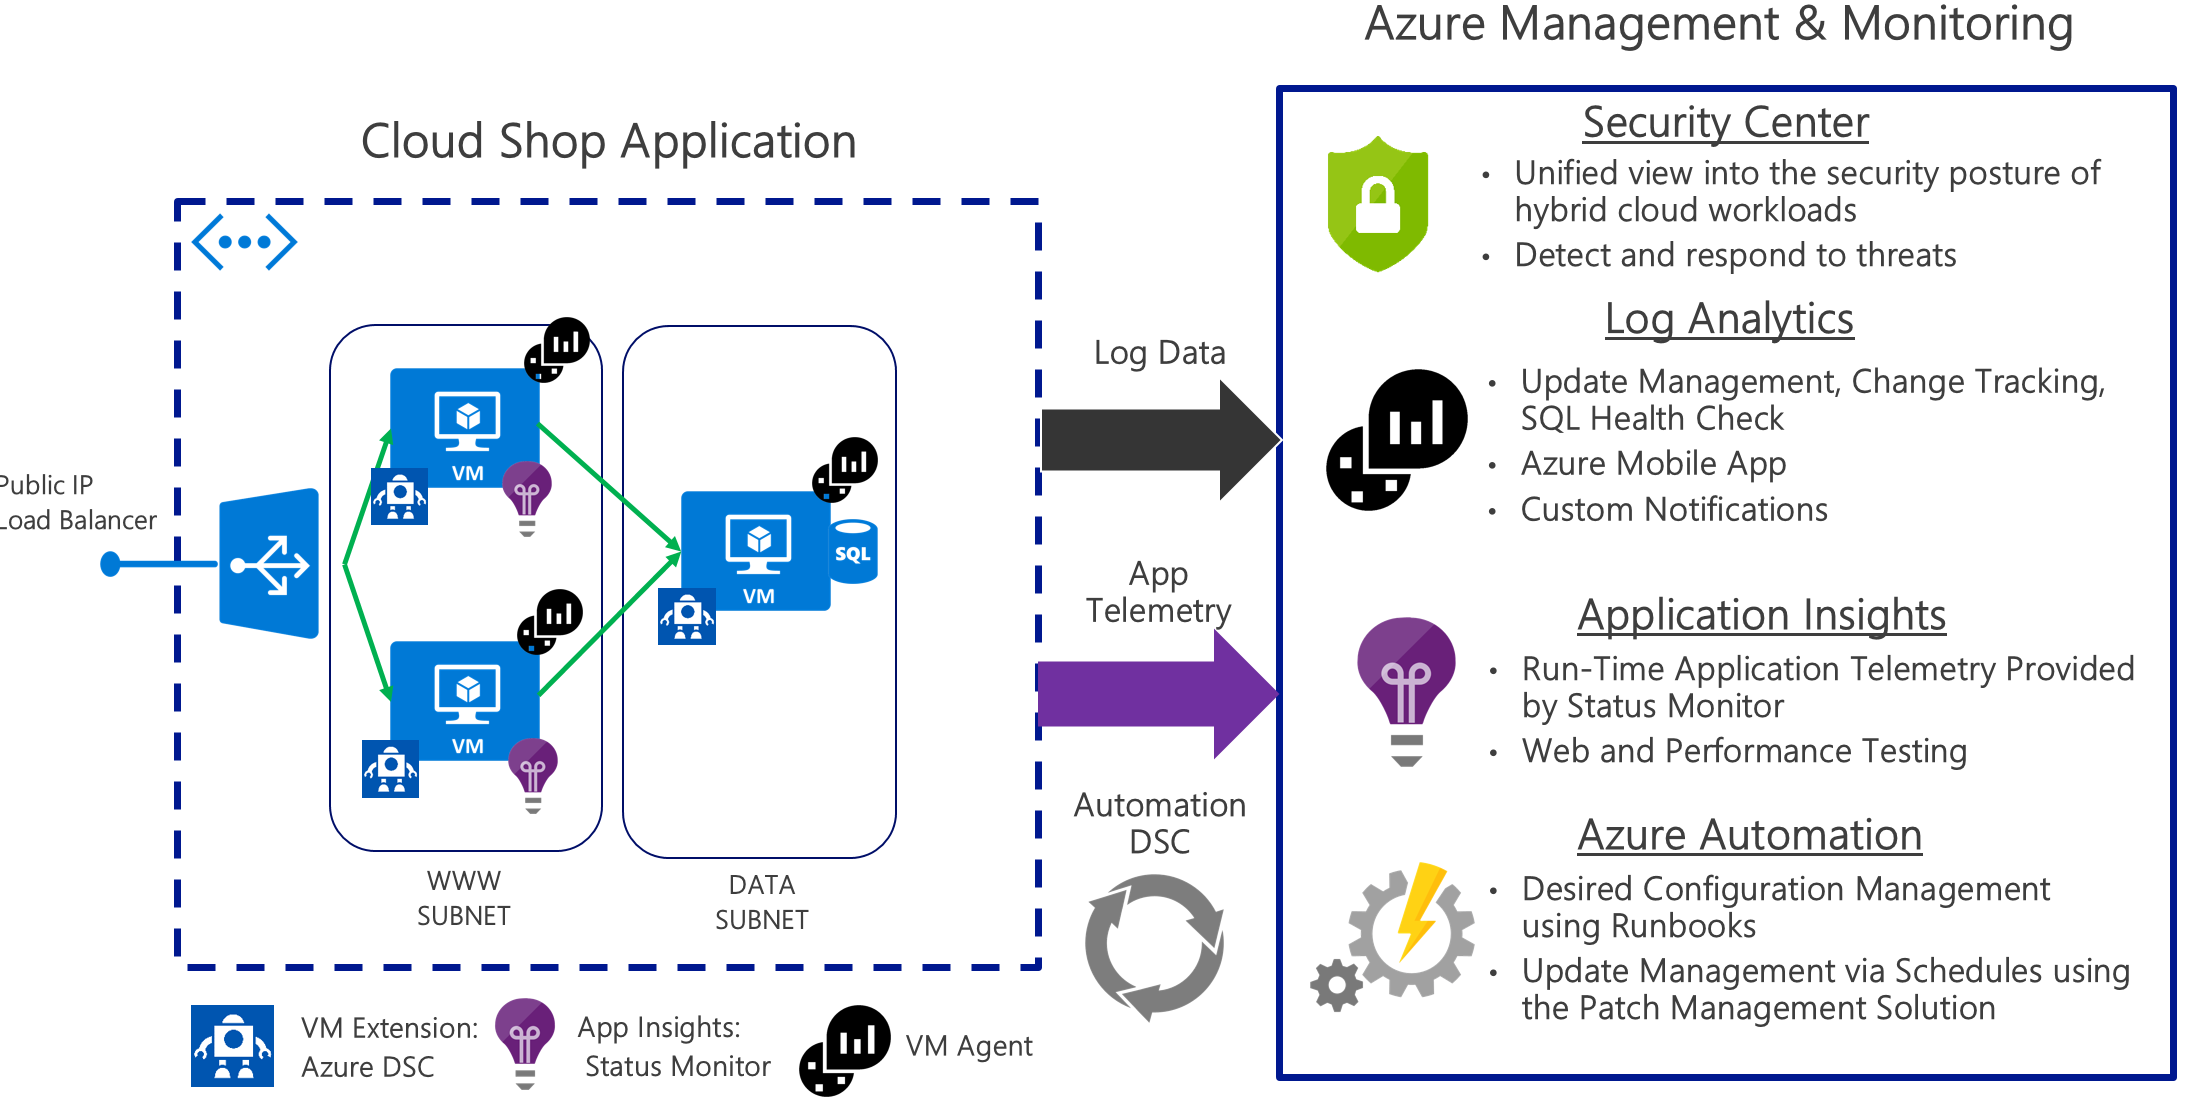 Azure Management & Monitoring
Cloud Shop Application
Public IP
Load Balancer
VM
VM
VM
SQL
WWW
SUBNET
DATA
SUBNET
VM Extension:
Azure DSC
App Insights:
Status Monitor
VM Agent
Log Data
App
Telemetry
Automation
DSC
Security Center
• Unified view into the security posture of
hybrid cloud workloads
• Detect and respond to threats
Log Analytics
• Update Management, Change Tracking,
SQL Health Check
• Azure Mobile App
• Custom Notifications
Application Insights
• Run-Time Application Telemetry Provided
by Status Monitor
• Web and Performance Testing
Azure Automation
• Desired Configuration Management
using Runbooks
• Update Management via Schedules using
the Patch Management Solution